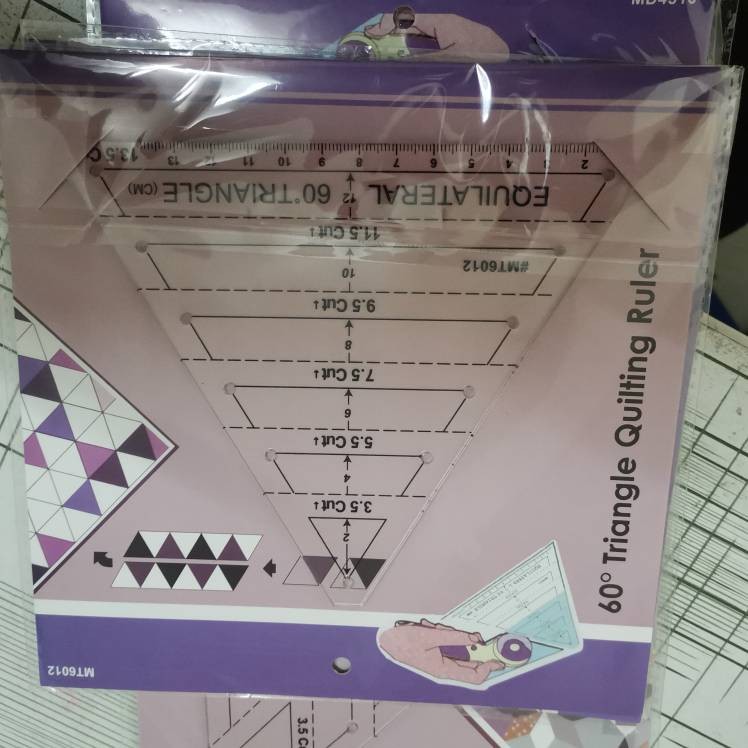 60° Triangle Quilting Ruler
MT6012
2
3.5 Cut↓
4
5.5 Cut↓
6
7.5 Cut↓
8
9.5 Cut↓
10
#MT6012
11.5 Cut↓
EQUILATERAL 12 60°TRIANGLE (CM)
2 3 4 5 6 7 8 9 10 11 12 13 13.5 C
3.5 C